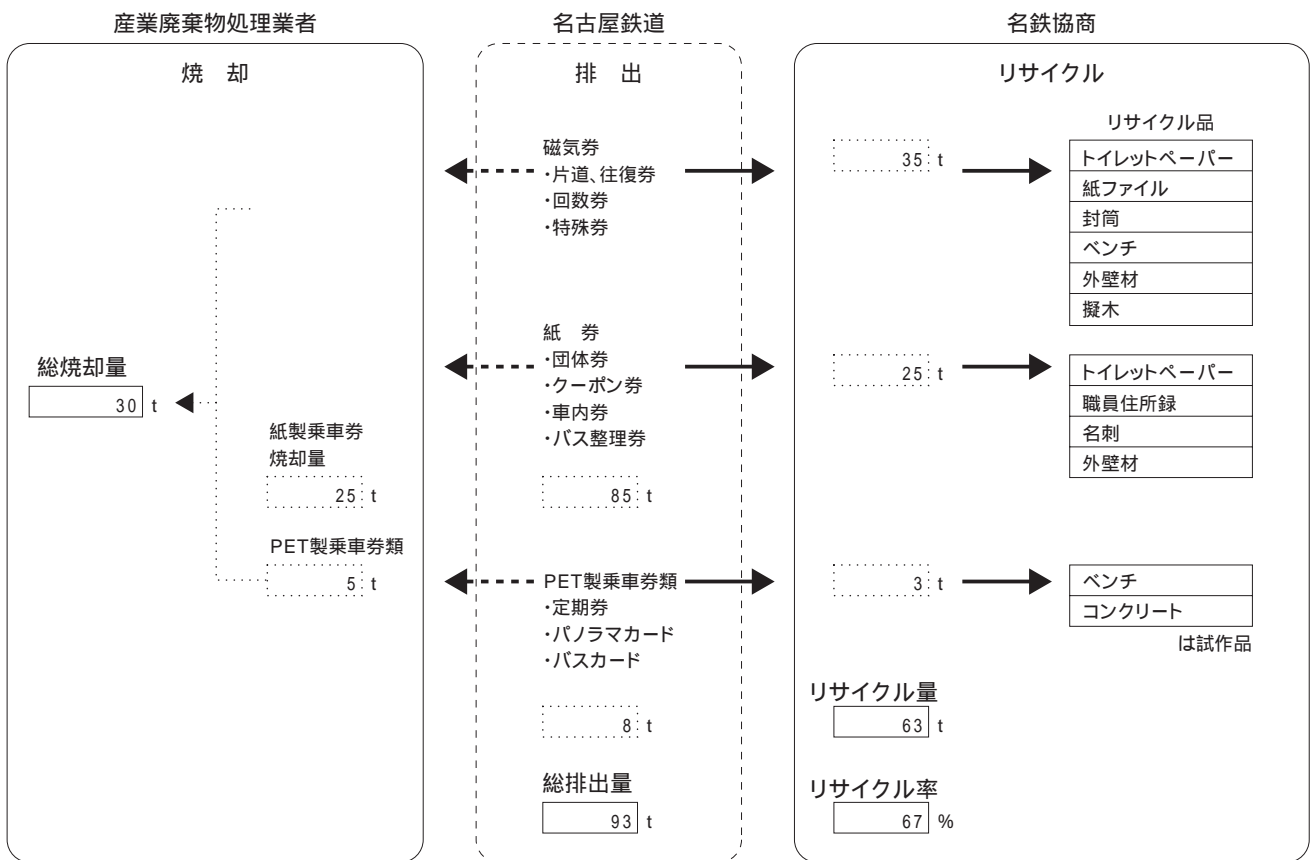 産業廃棄物処理業者
焼 却
総焼却量
30 t
紙製乗車券
焼却量
25 t
PET製乗車券類
5 t
名古屋鉄道
排 出
磁気券
・片道、往復券
・回数券
・特殊券
紙 券
・団体券
・クーポン券
・車内券
・バス整理券
85 t
PET製乗車券類
・定期券
・パノラマカード
・バスカード
8 t
総排出量
93 t
名鉄協商
リサイクル
リサイクル品
35 t
トイレットペーパー
紙ファイル
封筒
ベンチ
外壁材
擬木
25 t
トイレットペーパー
職員住所録
名刺
外壁材
3 t
ベンチ
コンクリート
は試作品
リサイクル量
63 t
リサイクル率
67 %